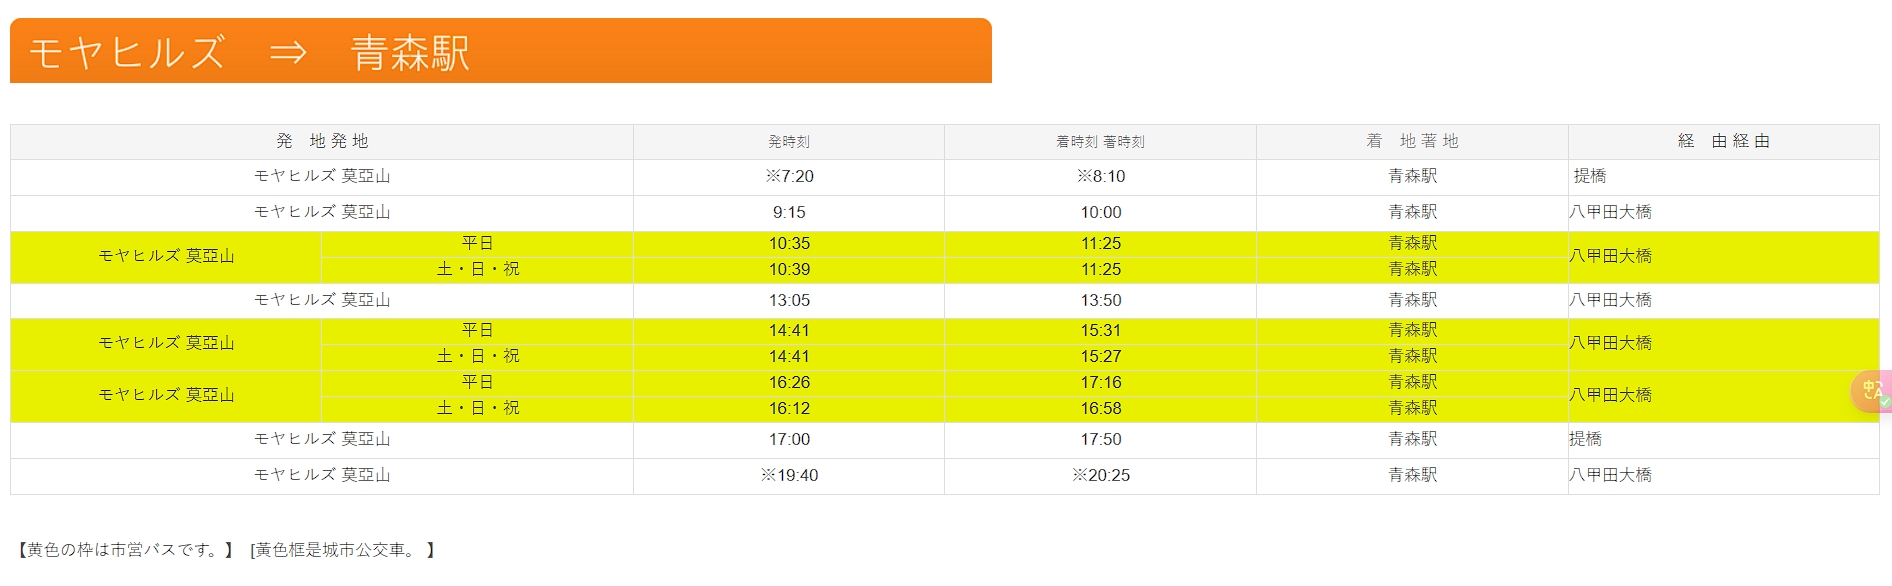 モヤヒルズ ⇒ 青森駅
発 地 発 地 発時刻 着時刻 著時刻 着 地 著 地 経 由 経 由
モヤヒルズ 莫亞山 ※7:20 ※8:10 青森駅 提橋
モヤヒルズ 莫亞山 9:15 10:00 青森駅 八甲田大橋
モヤヒルズ 莫亞山 平日 10:35 11:25 青森駅 八甲田大橋
土・日・祝 10:39 11:25 青森駅
モヤヒルズ 莫亞山 13:05 13:50 青森駅 八甲田大橋
モヤヒルズ 莫亞山 平日 14:41 15:31 青森駅 八甲田大橋
土・日・祝 14:41 15:27 青森駅
モヤヒルズ 莫亞山 平日 16:26 17:16 青森駅 八甲田大橋
土・日・祝 16:12 16:58 青森駅
モヤヒルズ 莫亞山 17:00 17:50 青森駅 提橋
モヤヒルズ 莫亞山 ※19:40 ※20:25 青森駅 八甲田大橋
【黄色の枠は市営バスです。】 [黃色框是城市公交車。 】